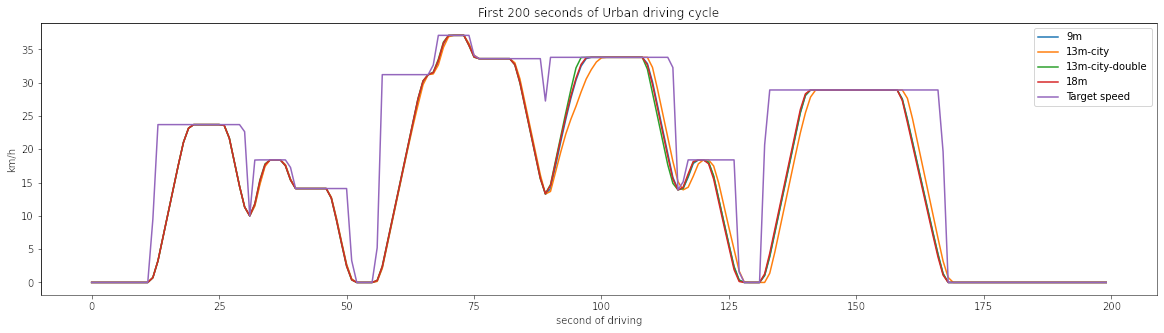 First 200 seconds of Urban driving cycle
km/h
35
30
25
20
15
10
5
0
9m
13m-city
13m-city-double
18m
Target speed
0 25 50 75 100 125 150 175 200
second of driving